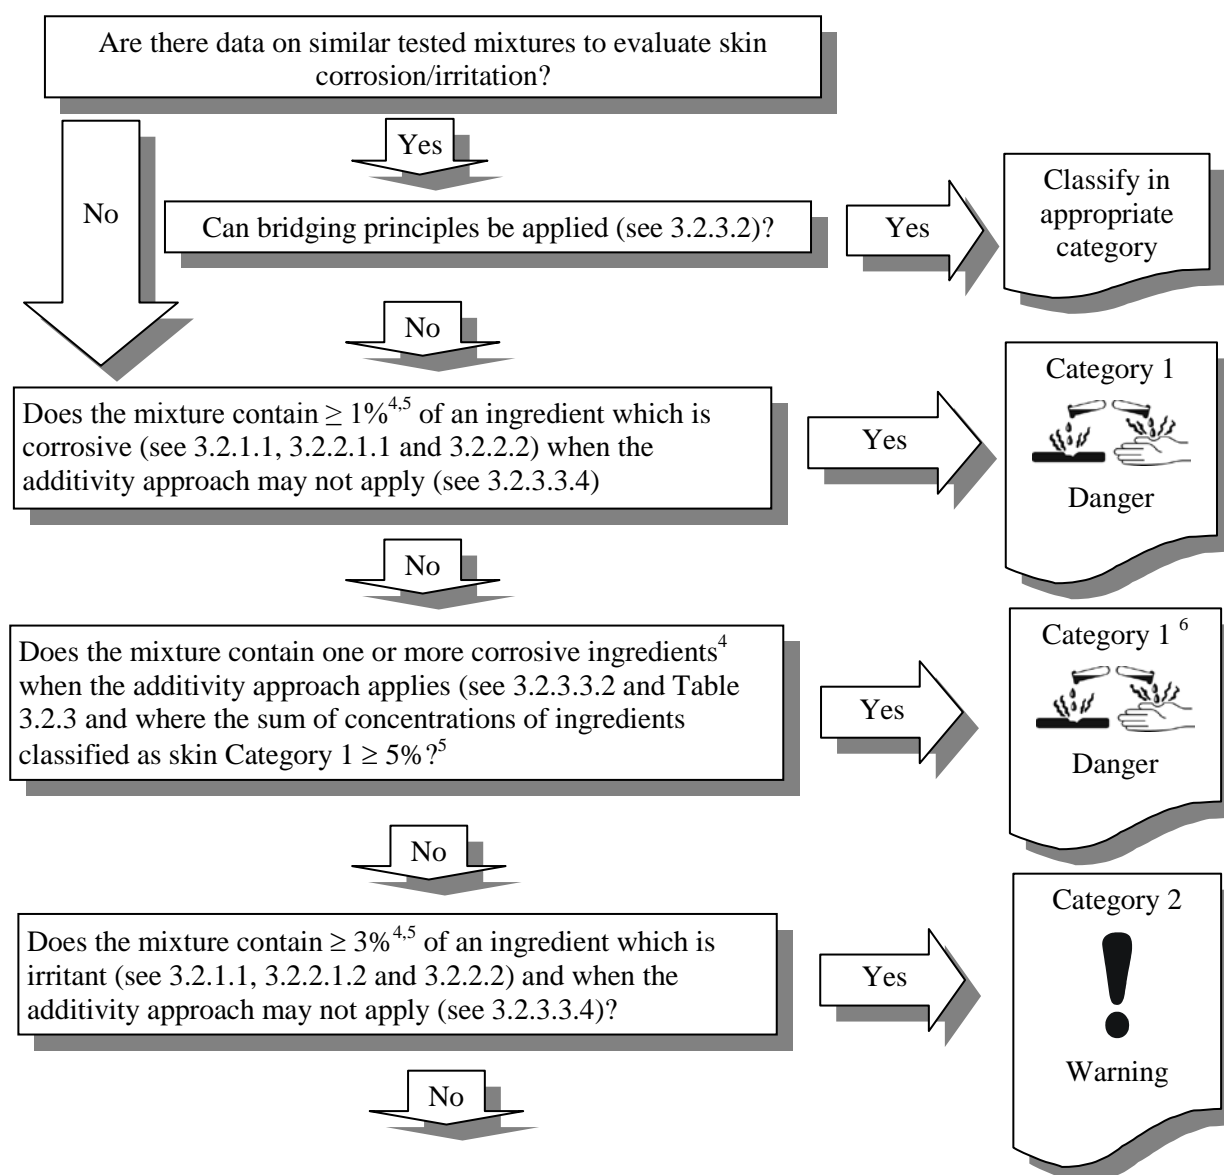 Are there data on similar tested mixtures to evaluate skin
corrosion/irritation?
Yes
No
Can bridging principles be applied (see 3.2.3.2)?
Yes
Classify in
appropriate
category
No
Does the mixture contain ≥ 1%⁴,⁵ of an ingredient which is
corrosive (see 3.2.1.1, 3.2.2.1.1 and 3.2.2.2) when the
additivity approach may not apply (see 3.2.3.3.4)
Yes
Category 1
Danger
No
Does the mixture contain one or more corrosive ingredients⁴
when the additivity approach applies (see 3.2.3.3.2 and Table
3.2.3 and where the sum of concentrations of ingredients
classified as skin Category 1 ≥ 5%?⁵
Yes
Category 1 ⁶
Danger
No
Does the mixture contain ≥ 3%⁴,⁵ of an ingredient which is
irritant (see 3.2.1.1, 3.2.2.1.2 and 3.2.2.2) and when the
additivity approach may not apply (see 3.2.3.3.4)?
Yes
Category 2
Warning
No